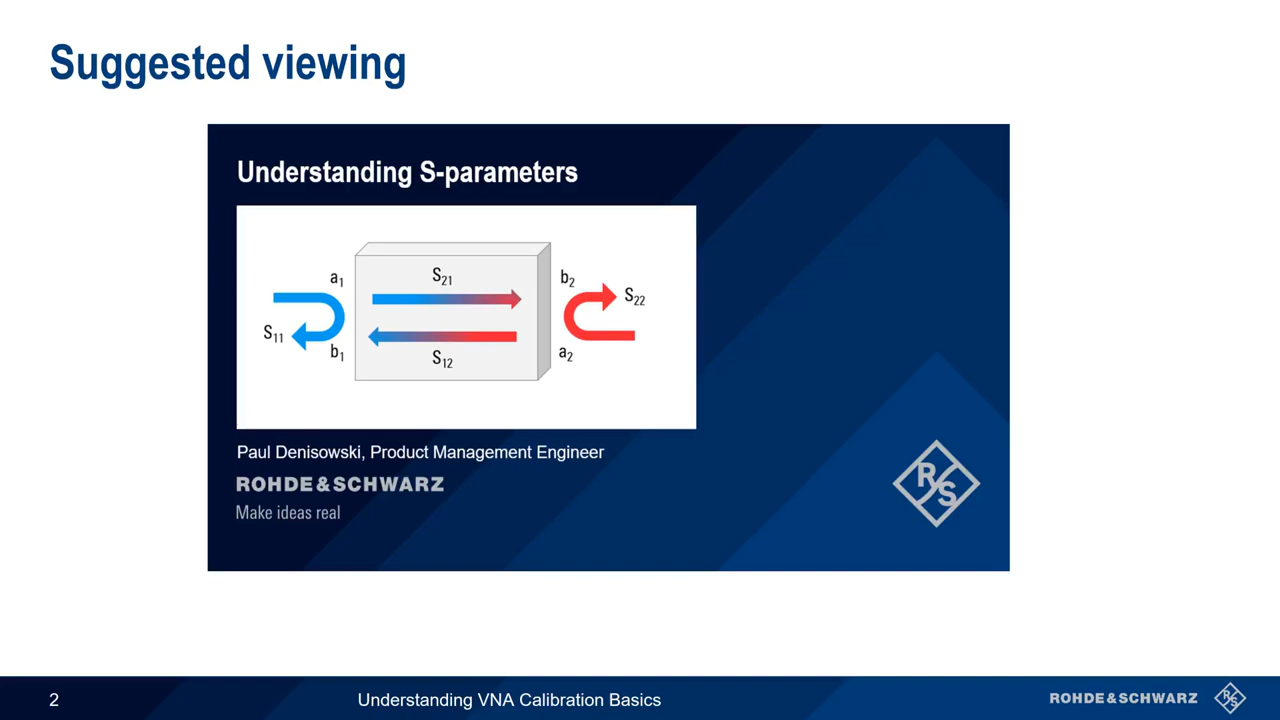 Suggested viewing
Understanding S-parameters
a1
S21
b2
S22
S11
b1
S12
a2
Paul Denisowski, Product Management Engineer
ROHDE&SCHWARZ
Make ideas real
R S
2
Understanding VNA Calibration Basics
ROHDE&SCHWARZ
R S